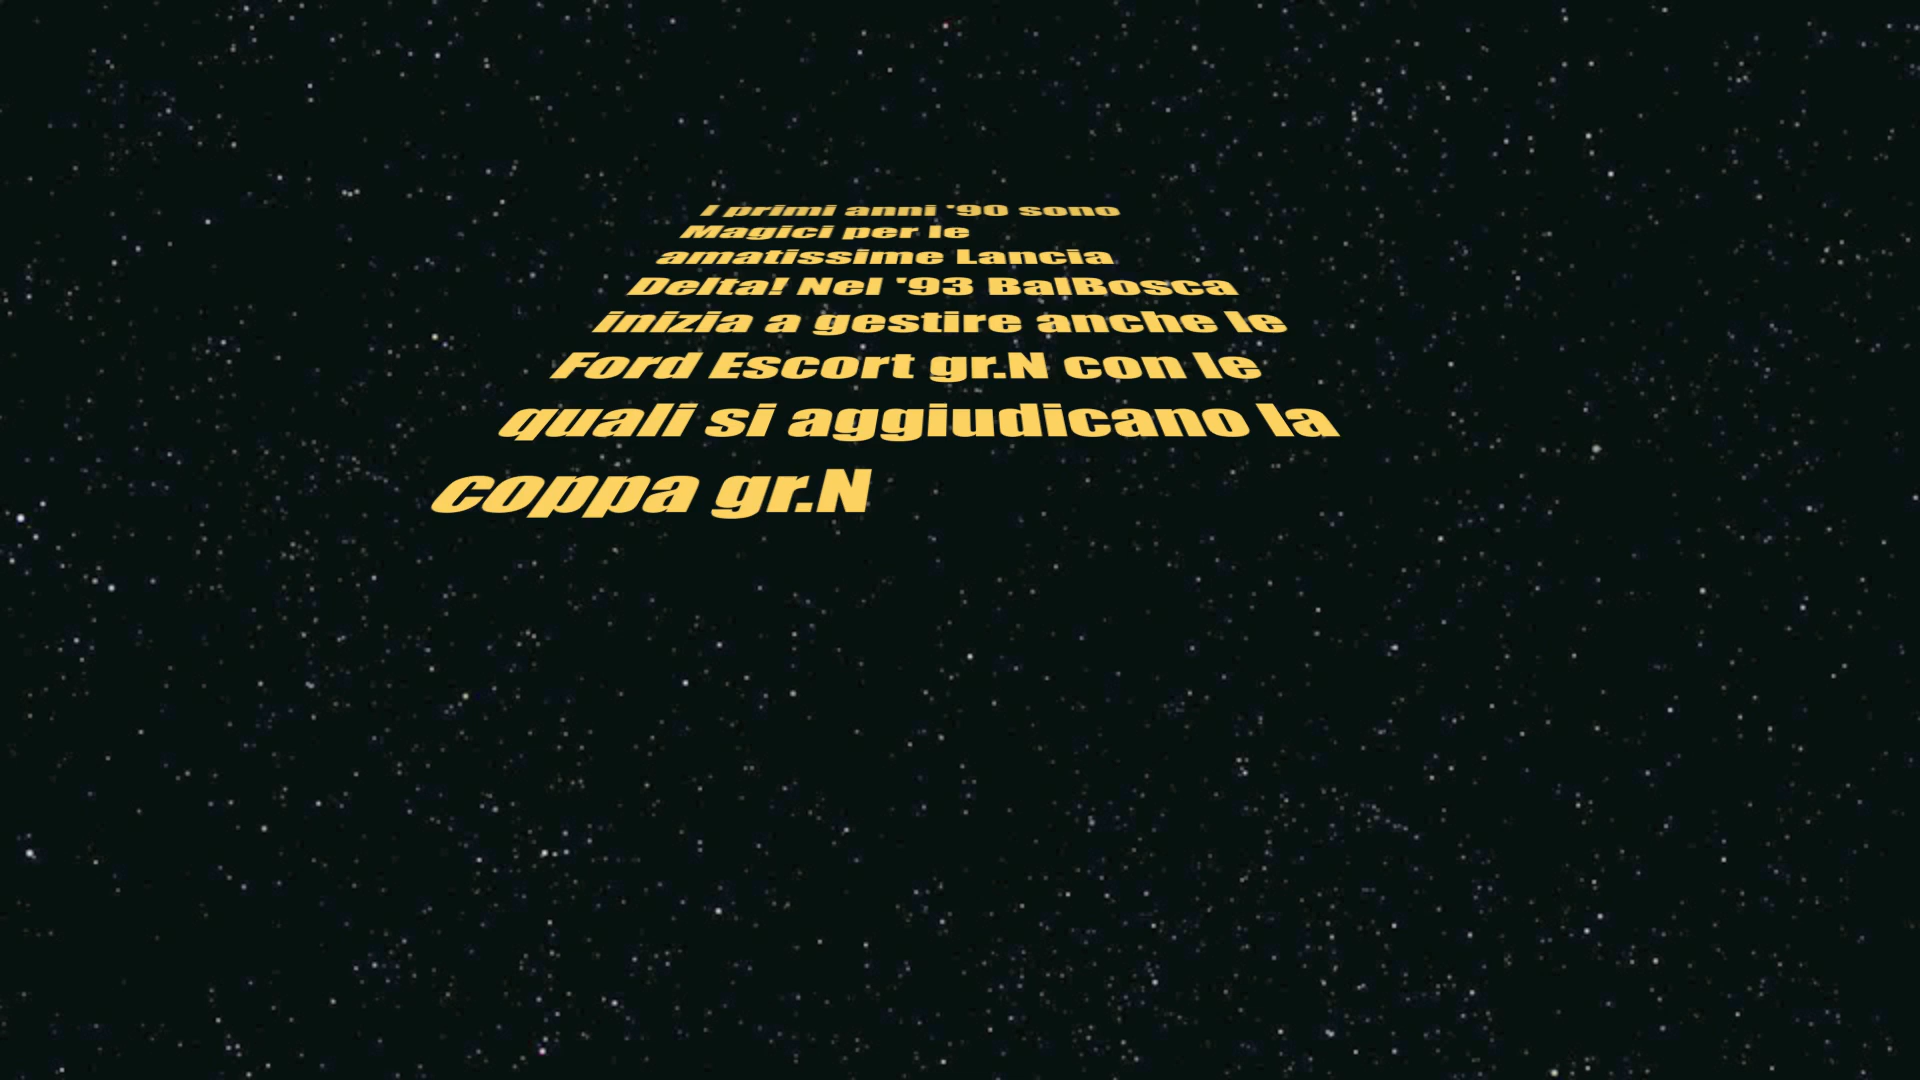 I primi anni '90 sono
Magici per le
amatissime Lancia
Delta! Nel '93 BalBosca
inizia a gestire anche le
Ford Escort gr.N con le
quali si aggiudicano la
coppa gr.N